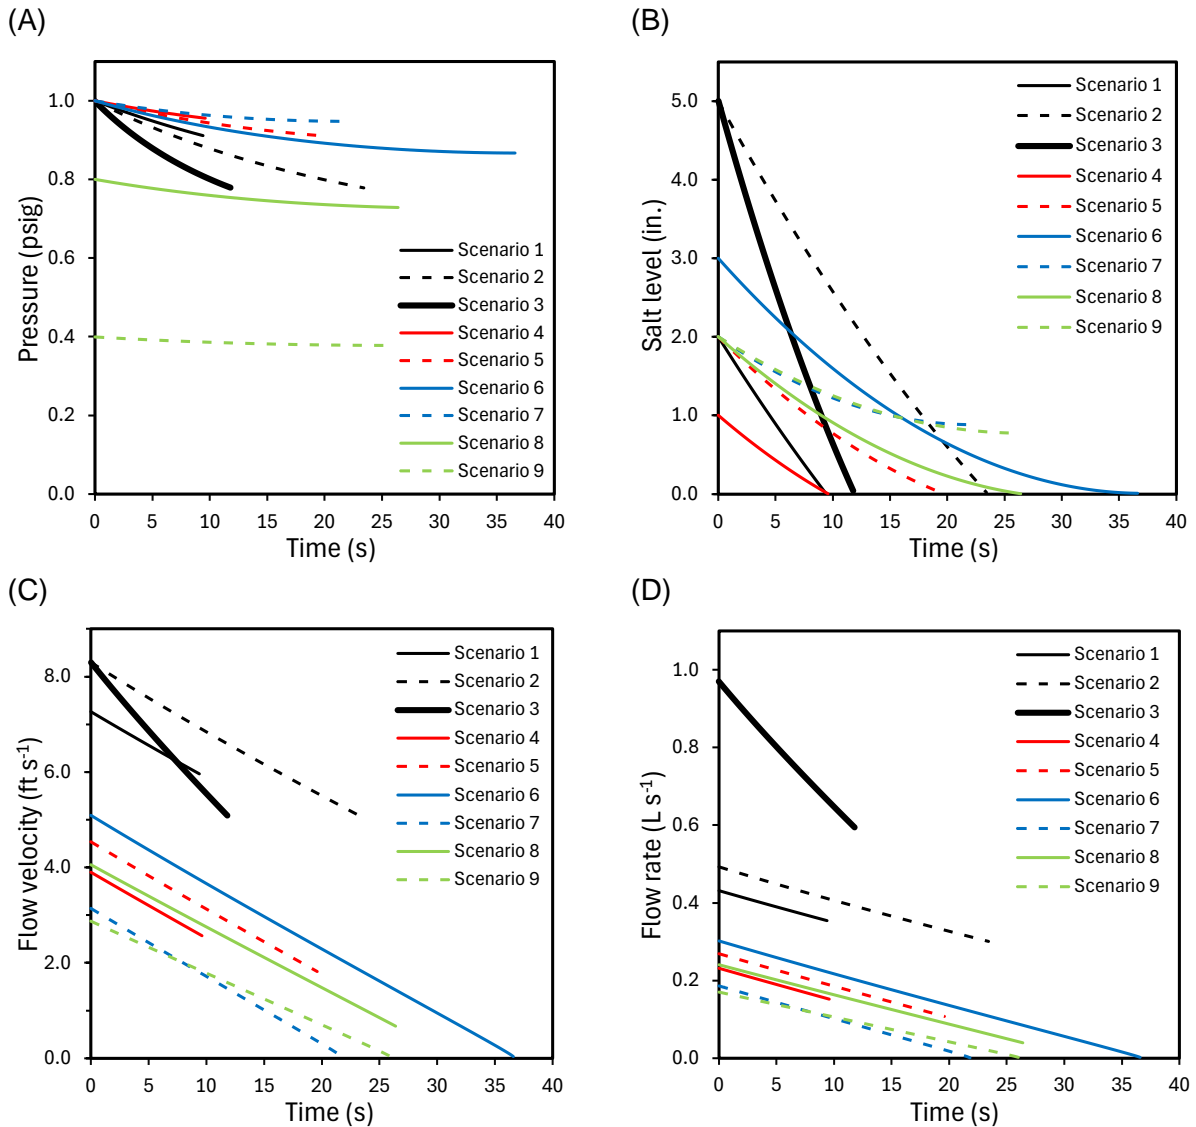 (A)
Pressure (psig)
1.0
0.8
0.6
0.4
0.2
0.0
Scenario 1
Scenario 2
Scenario 3
Scenario 4
Scenario 5
Scenario 6
Scenario 7
Scenario 8
Scenario 9
0 5 10 15 20 25 30 35 40
Time (s)
(B)
Salt level (in.)
5.0
4.0
3.0
2.0
1.0
0.0
Scenario 1
Scenario 2
Scenario 3
Scenario 4
Scenario 5
Scenario 6
Scenario 7
Scenario 8
Scenario 9
0 5 10 15 20 25 30 35 40
Time (s)
(C)
Flow velocity (ft s⁻¹)
8.0
6.0
4.0
2.0
0.0
Scenario 1
Scenario 2
Scenario 3
Scenario 4
Scenario 5
Scenario 6
Scenario 7
Scenario 8
Scenario 9
0 5 10 15 20 25 30 35 40
Time (s)
(D)
Flow rate (L s⁻¹)
1.0
0.8
0.6
0.4
0.2
0.0
Scenario 1
Scenario 2
Scenario 3
Scenario 4
Scenario 5
Scenario 6
Scenario 7
Scenario 8
Scenario 9
0 5 10 15 20 25 30 35 40
Time (s)